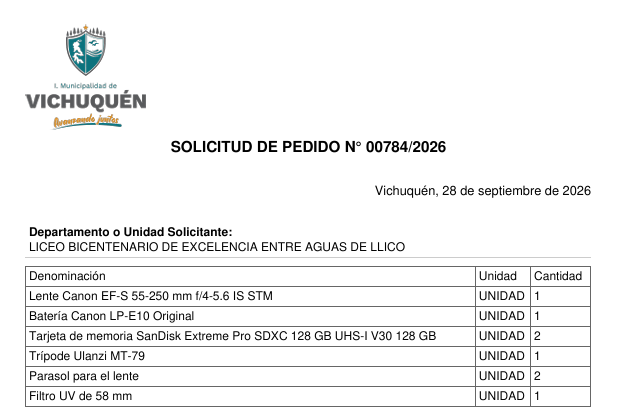 I. Municipalidad de
VICHUQUÉN
Avanzando juntos
SOLICITUD DE PEDIDO N° 00784/2026
Vichuquén, 28 de septiembre de 2026
Departamento o Unidad Solicitante:
LICEO BICENTENARIO DE EXCELENCIA ENTRE AGUAS DE LLICO
Denominación Unidad Cantidad
Lente Canon EF-S 55-250 mm f/4-5.6 IS STM UNIDAD 1
Batería Canon LP-E10 Original UNIDAD 1
Tarjeta de memoria SanDisk Extreme Pro SDXC 128 GB UHS-I V30 128 GB UNIDAD 2
Trípode Ulanzi MT-79 UNIDAD 1
Parasol para el lente UNIDAD 2
Filtro UV de 58 mm UNIDAD 1